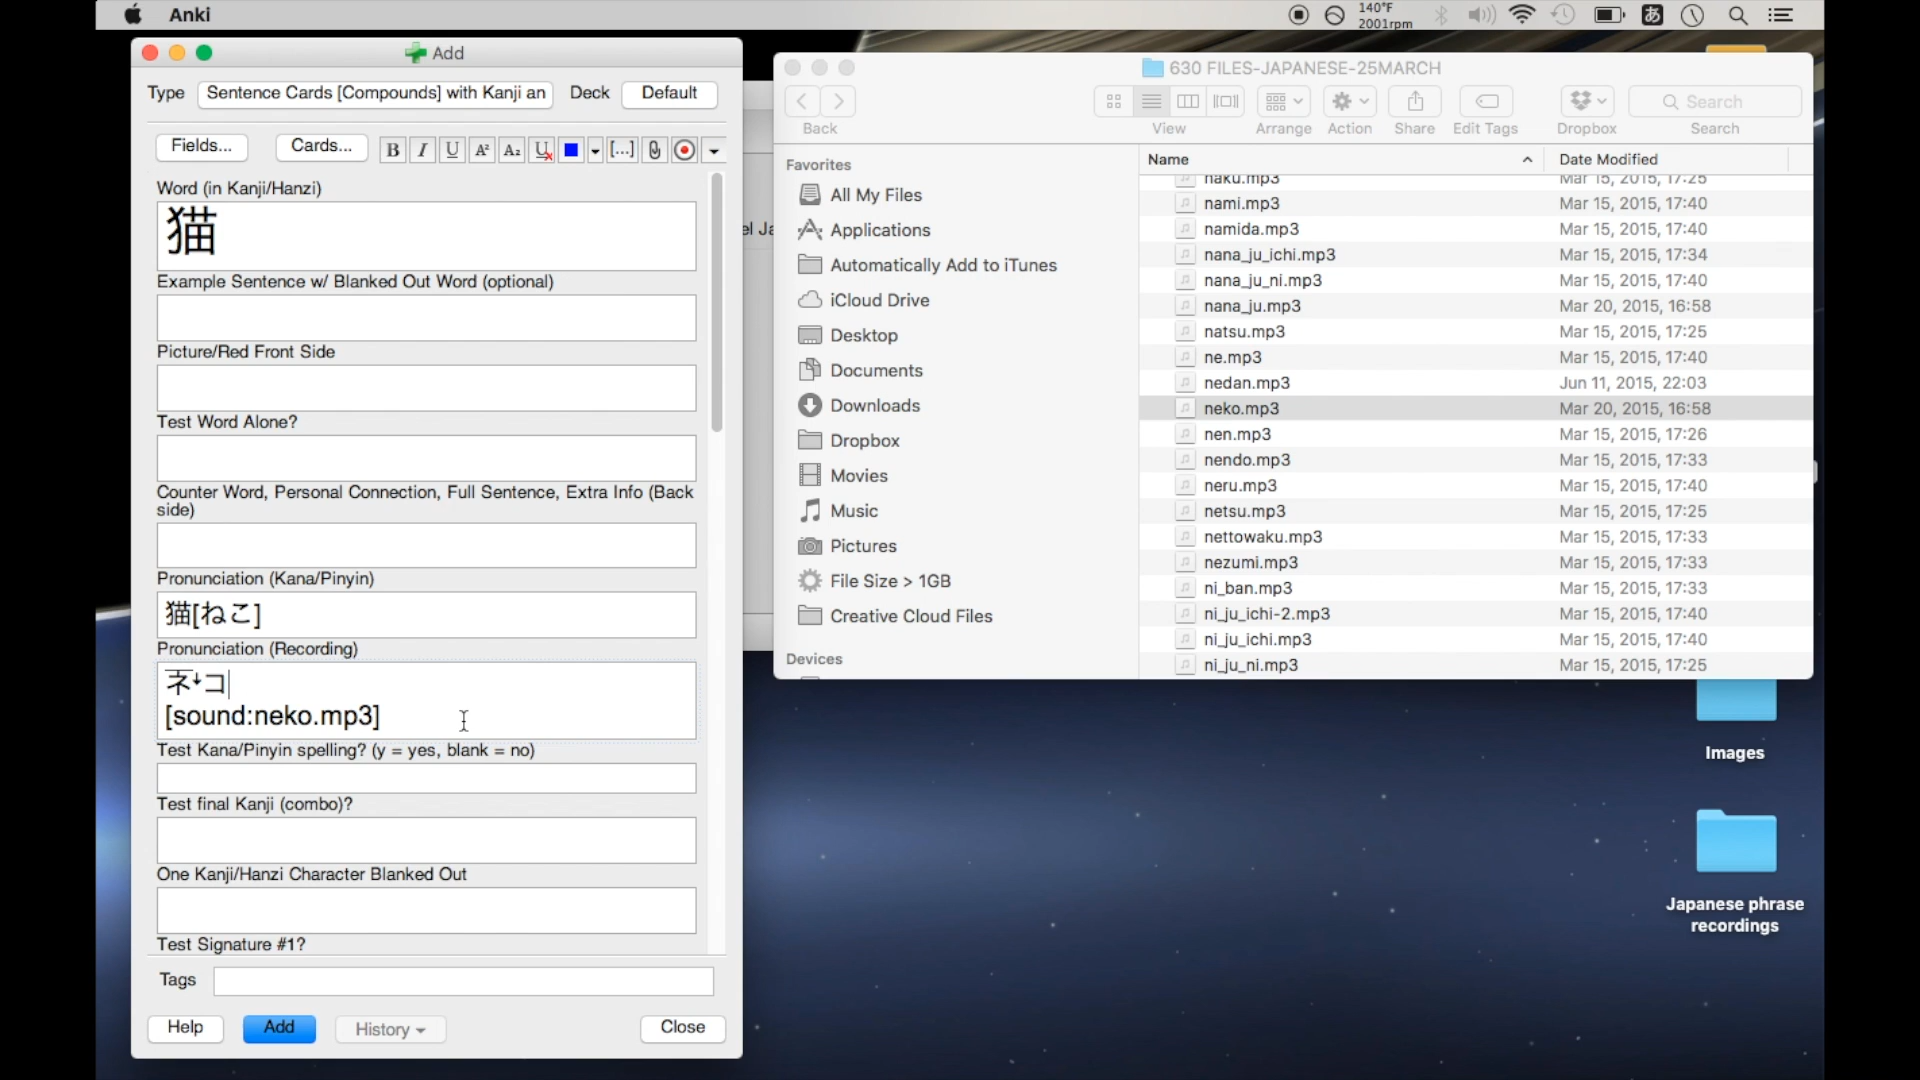 Anki
140°F
2001rpm
あ
Add
Type
Sentence Cards [Compounds] with Kanji an
Deck
Default
Fields...
Cards...
B
I
U
A²
A₂
U
[...]
Word (in Kanji/Hanzi)
猫
Example Sentence w/ Blanked Out Word (optional)
Picture/Red Front Side
Test Word Alone?
Counter Word, Personal Connection, Full Sentence, Extra Info (Back
side)
Pronunciation (Kana/Pinyin)
猫[ねこ]
Pronunciation (Recording)
ネ↓コ
[sound:neko.mp3]
Test Kana/Pinyin spelling? (y = yes, blank = no)
Test final Kanji (combo)?
One Kanji/Hanzi Character Blanked Out
Test Signature #1?
Tags
Help
Add
History
Close
el Ja
630 FILES-JAPANESE-25MARCH
Back
View
Arrange
Action
Share
Edit Tags
Dropbox
Search
Search
Favorites
All My Files
Applications
Automatically Add to iTunes
iCloud Drive
Desktop
Documents
Downloads
Dropbox
Movies
Music
Pictures
File Size > 1GB
Creative Cloud Files
Devices
Name
Date Modified
naku.mp3 Mar 15, 2015, 17:25
nami.mp3 Mar 15, 2015, 17:40
namida.mp3 Mar 15, 2015, 17:40
nana_ju_ichi.mp3 Mar 15, 2015, 17:34
nana_ju_ni.mp3 Mar 15, 2015, 17:40
nana_ju.mp3 Mar 20, 2015, 16:58
natsu.mp3 Mar 15, 2015, 17:25
ne.mp3 Mar 15, 2015, 17:40
nedan.mp3 Jun 11, 2015, 22:03
neko.mp3 Mar 20, 2015, 16:58
nen.mp3 Mar 15, 2015, 17:26
nendo.mp3 Mar 15, 2015, 17:33
neru.mp3 Mar 15, 2015, 17:40
netsu.mp3 Mar 15, 2015, 17:25
nettowaku.mp3 Mar 15, 2015, 17:33
nezumi.mp3 Mar 15, 2015, 17:33
ni_ban.mp3 Mar 15, 2015, 17:33
ni_ju_ichi-2.mp3 Mar 15, 2015, 17:40
ni_ju_ichi.mp3 Mar 15, 2015, 17:40
ni_ju_ni.mp3 Mar 15, 2015, 17:25
Images
Japanese phrase
recordings